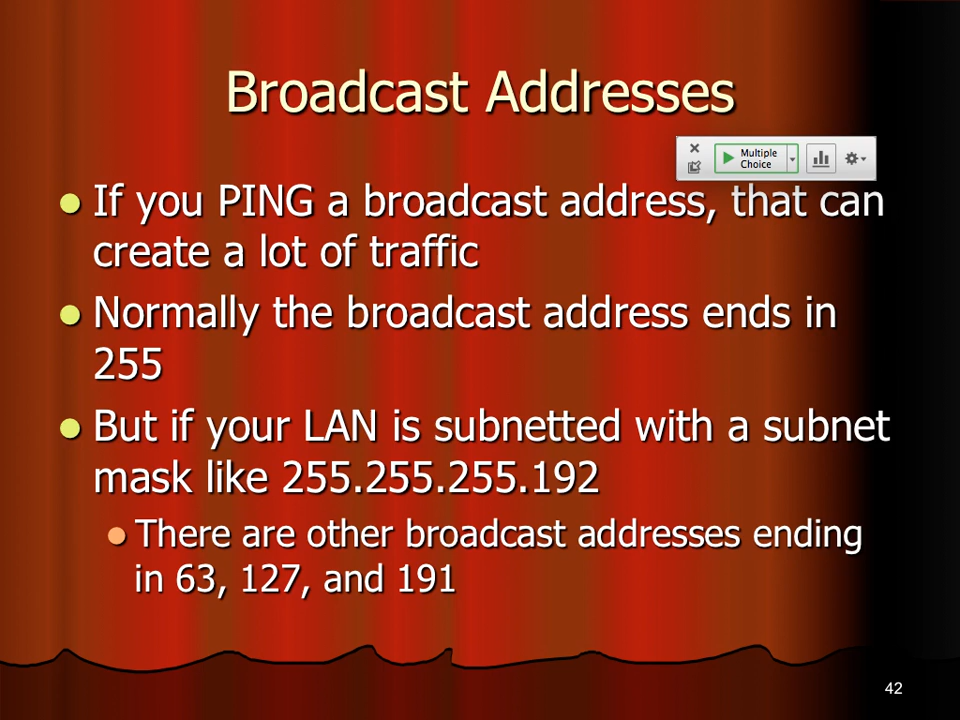 Broadcast Addresses
Multiple
Choice
If you PING a broadcast address, that can
create a lot of traffic
Normally the broadcast address ends in
255
But if your LAN is subnetted with a subnet
mask like 255.255.255.192
There are other broadcast addresses ending
in 63, 127, and 191
42